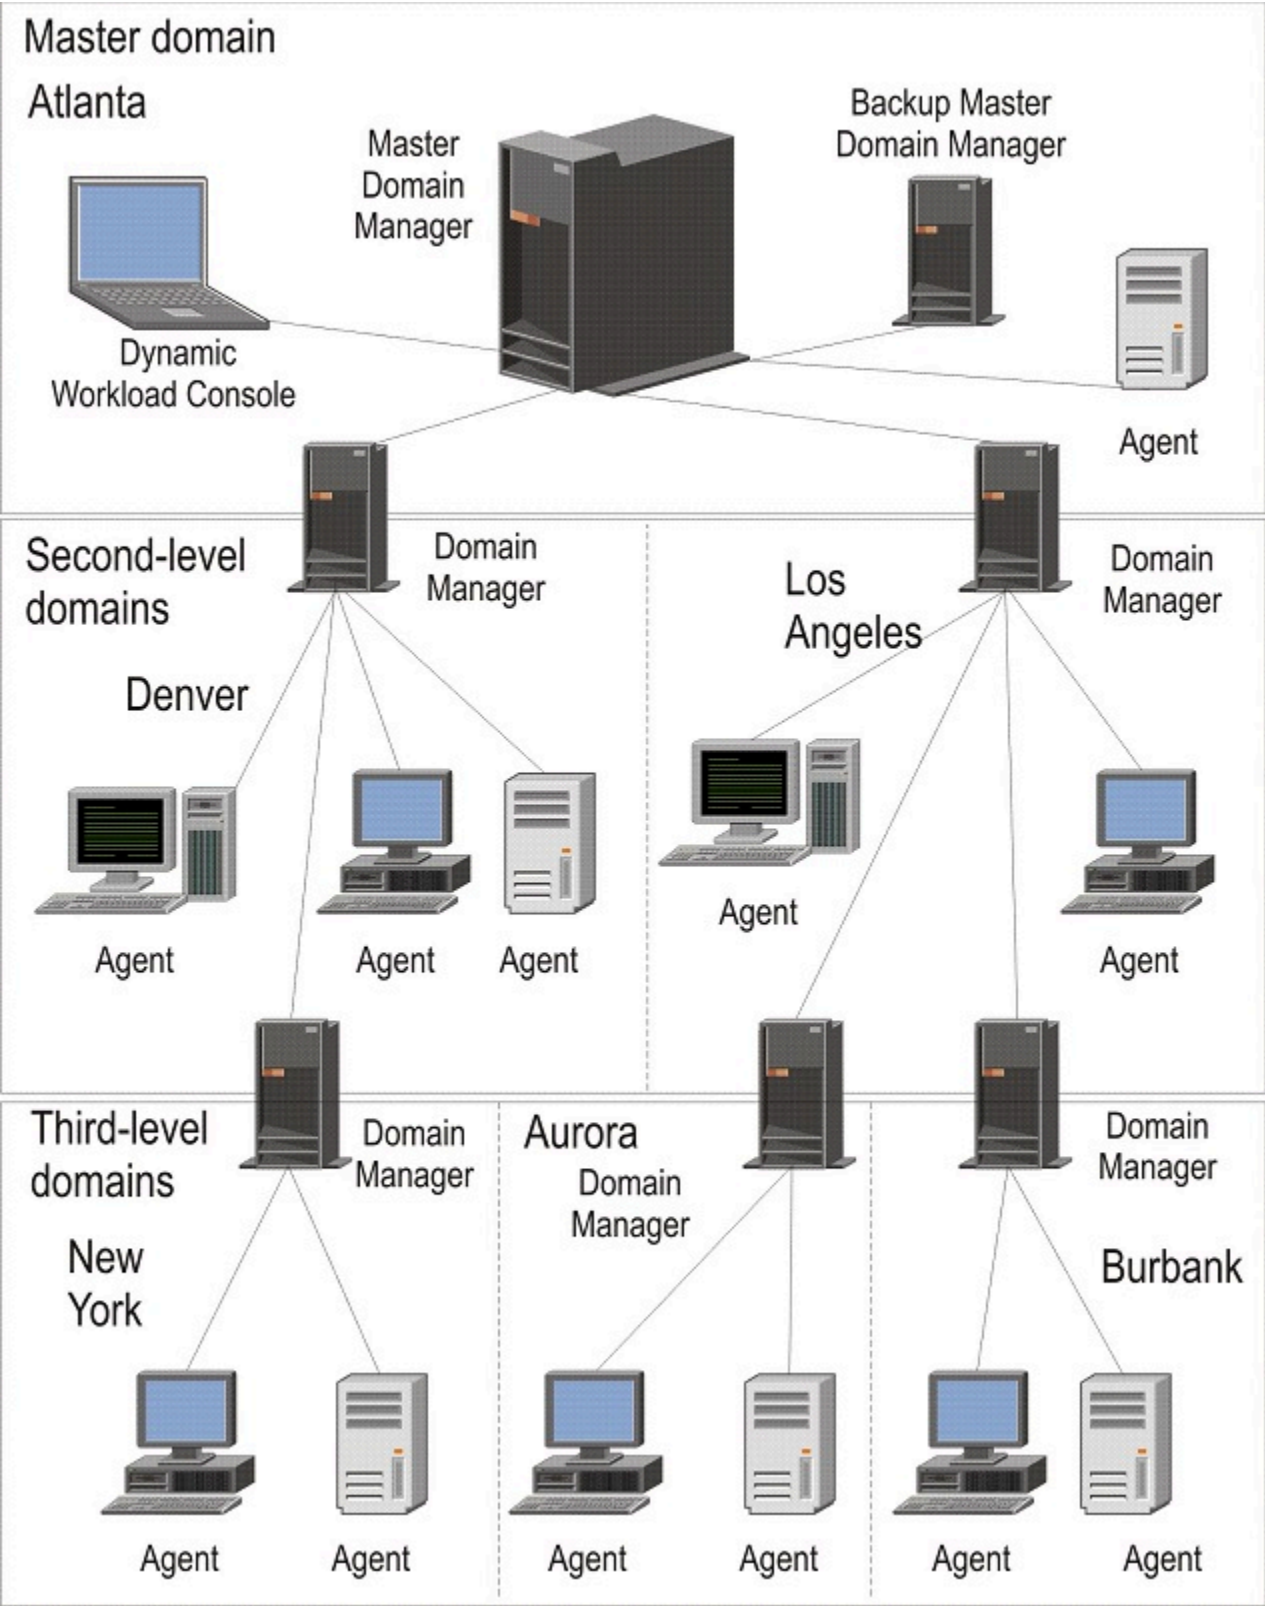 Master domain
Atlanta
Master
Domain
Manager
Backup Master
Domain Manager
Dynamic
Workload Console
Agent
Second-level
domains
Domain
Manager
Denver
Los
Angeles
Domain
Manager
Agent
Agent
Agent
Agent
Agent
Third-level
domains
Domain
Manager
New
York
Aurora
Domain
Manager
Domain
Manager
Burbank
Agent
Agent
Agent
Agent
Agent
Agent